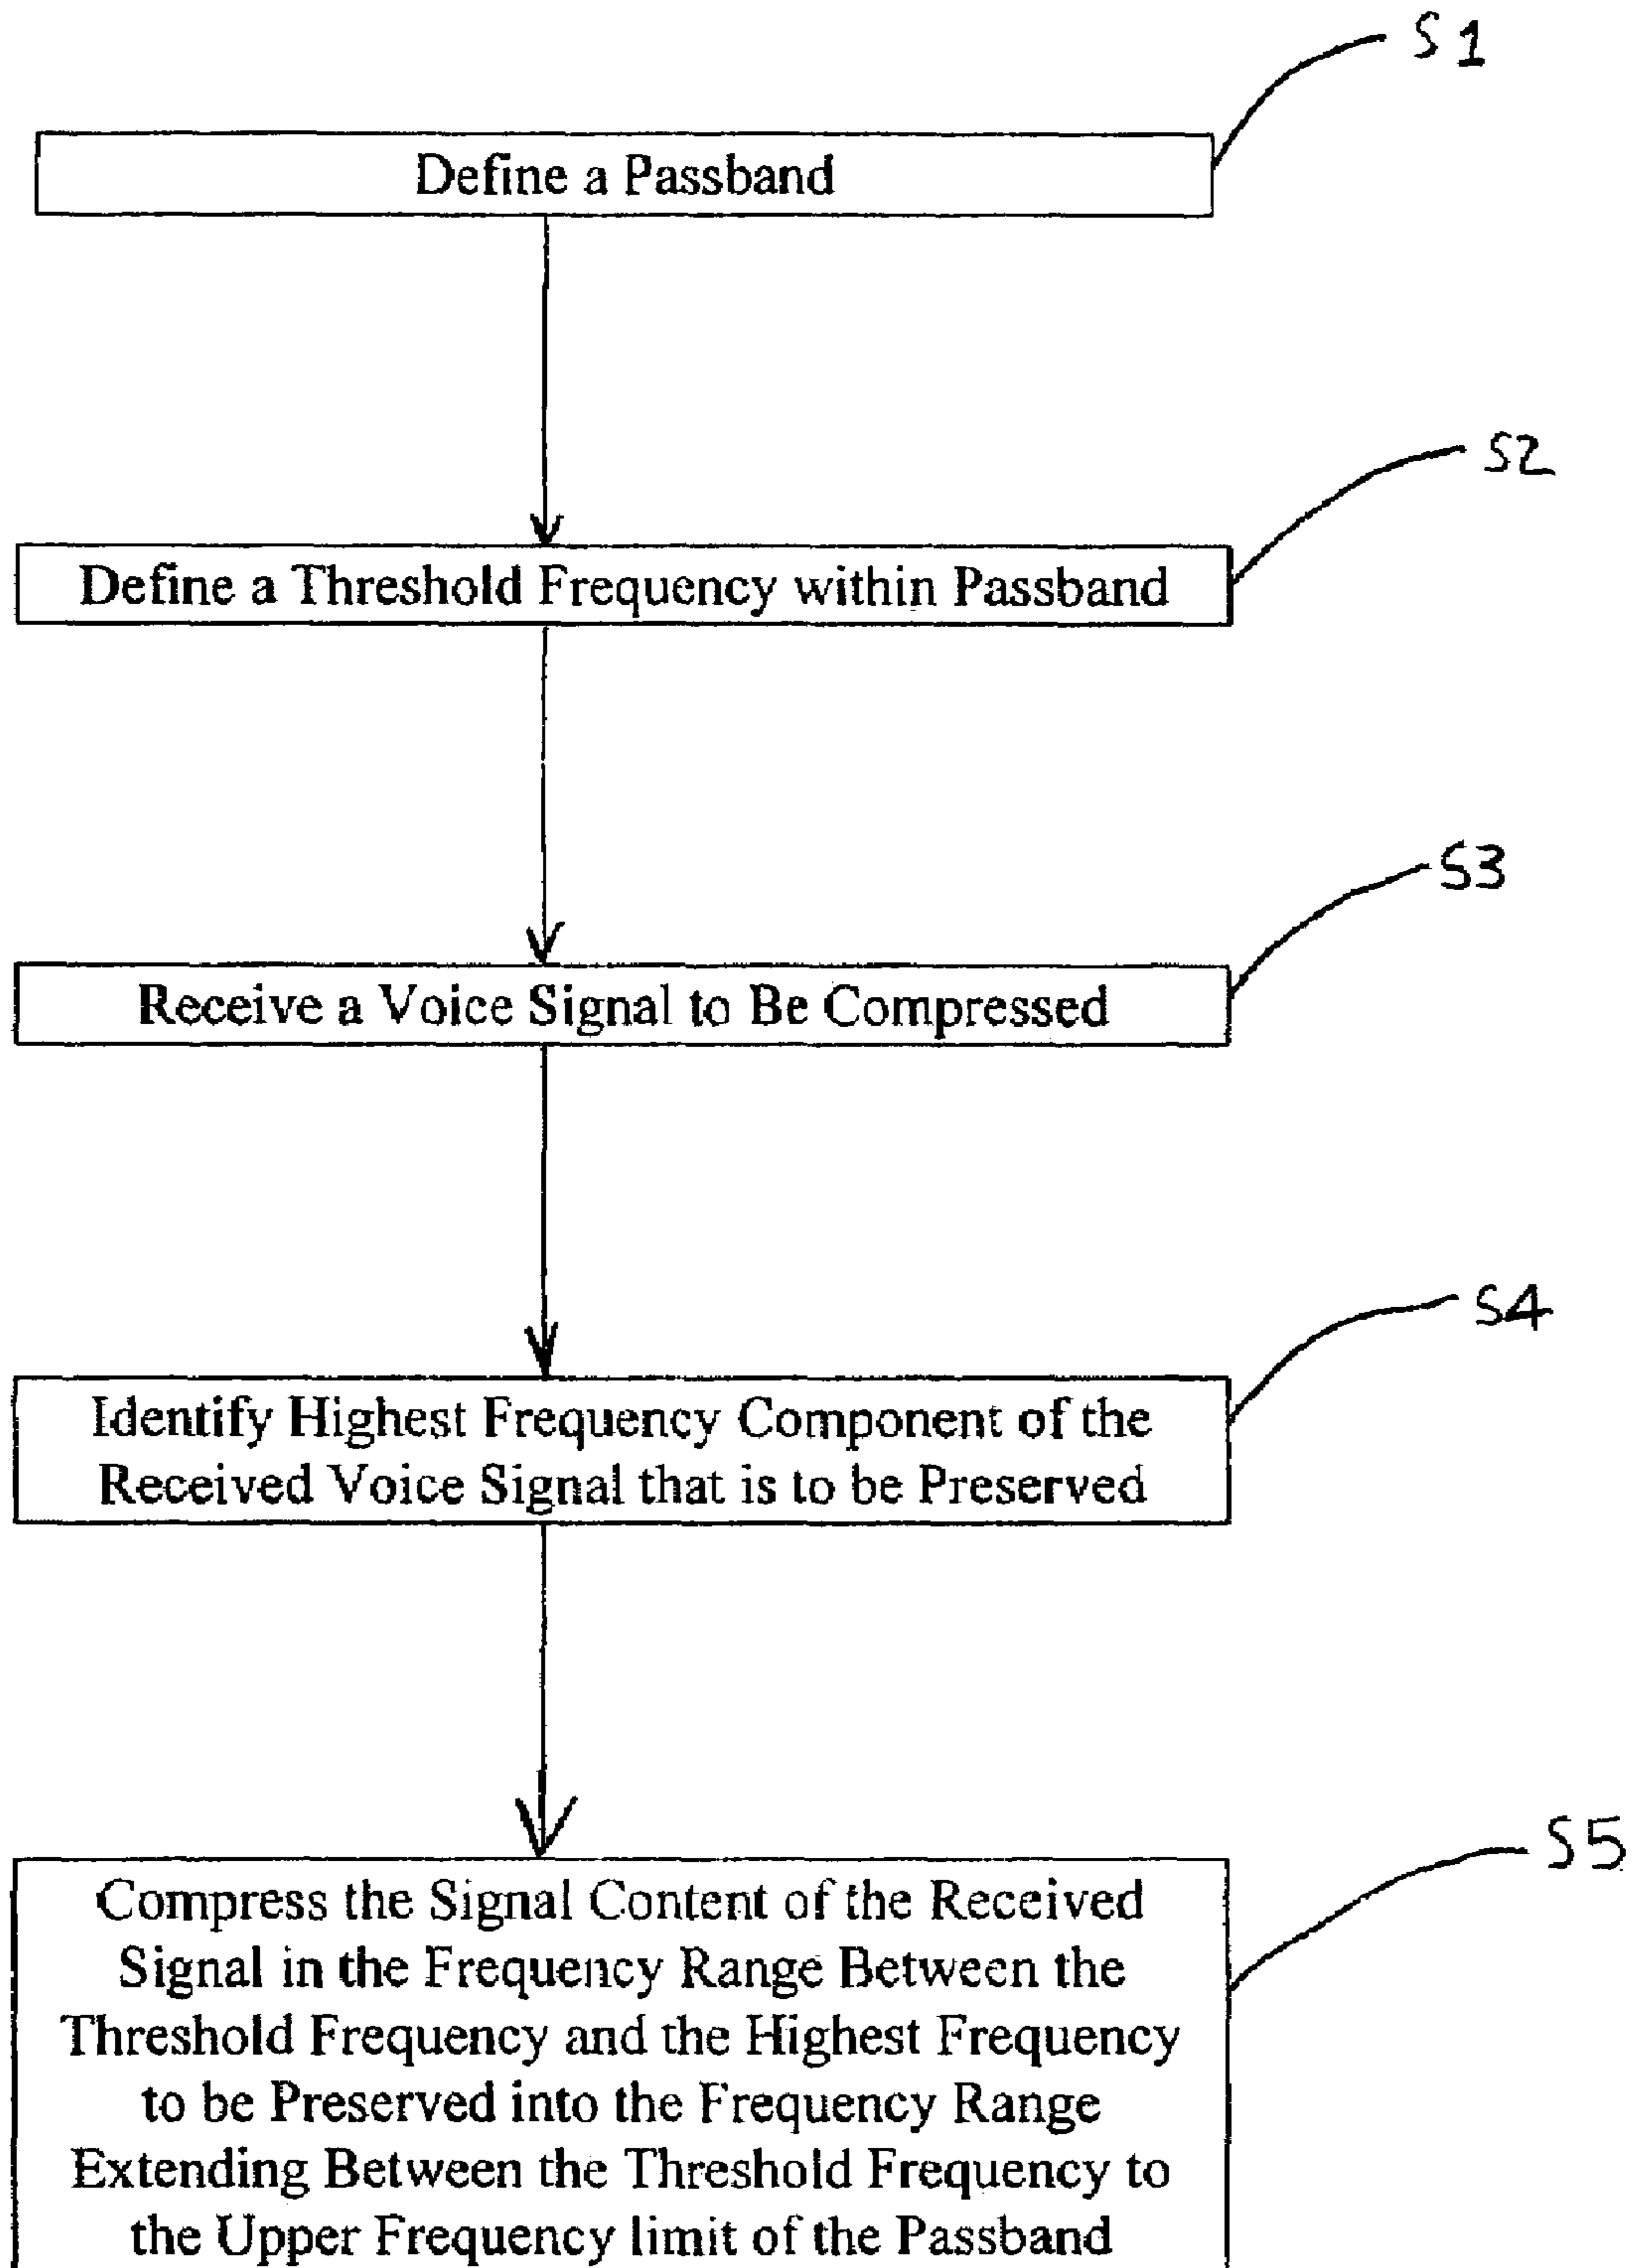 S1
Define a Passband
S2
Define a Threshold Frequency within Passband
S3
Receive a Voice Signal to Be Compressed
S4
Identify Highest Frequency Component of the
Received Voice Signal that is to be Preserved
S5
Compress the Signal Content of the Received
Signal in the Frequency Range Between the
Threshold Frequency and the Highest Frequency
to be Preserved into the Frequency Range
Extending Between the Threshold Frequency to
the Upper Frequency limit of the Passband